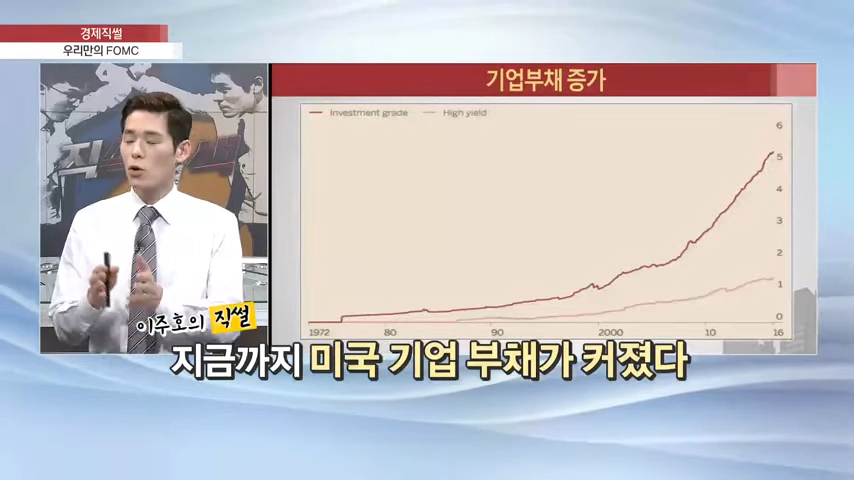 경제직썰
우리만의 FOMC
기업부채 증가
Investment grade
High yield
6
5
4
3
2
1
0
1972
80
90
2000
10
16
이주호의 직썰
지금까지 미국 기업 부채가 커졌다